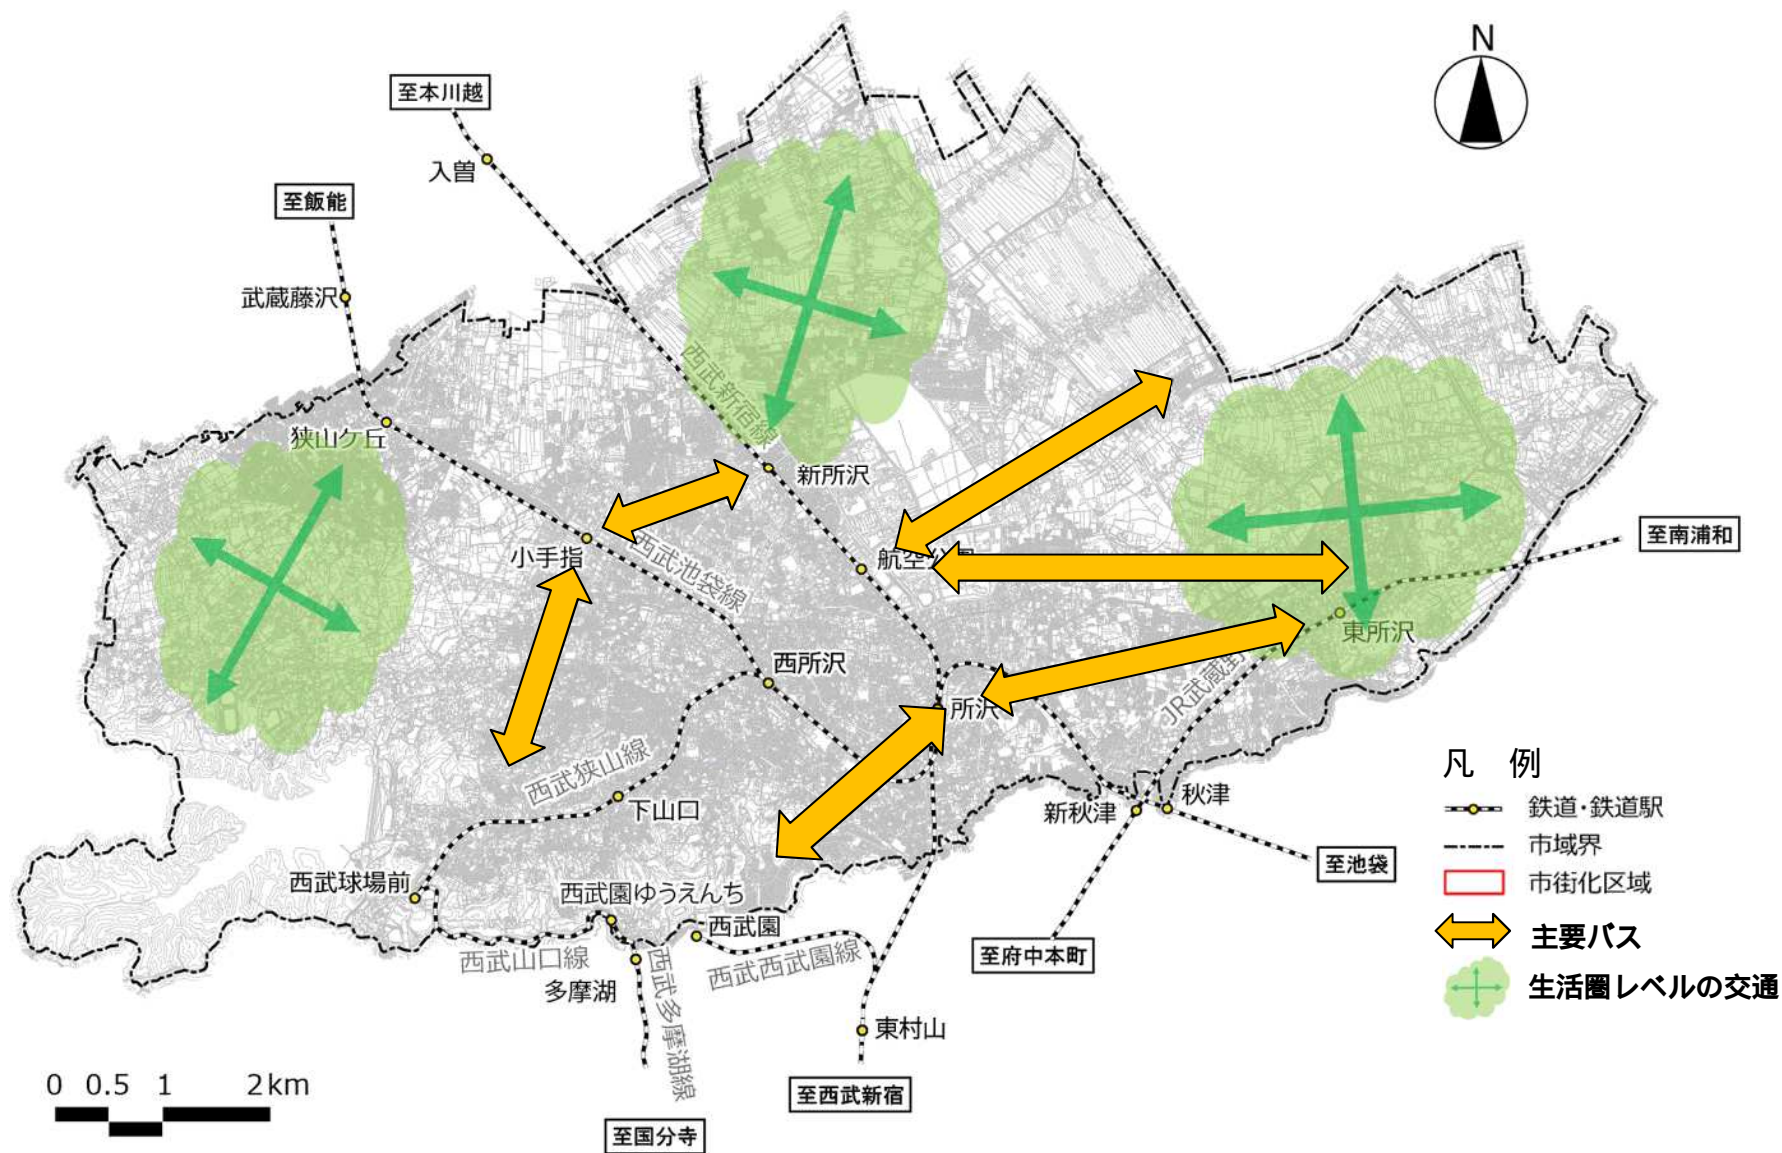 N
至本川越
入曽
至飯能
武蔵藤沢
西武新宿線
狭山ケ丘
新所沢
至南浦和
小手指
西武池袋線
航空公園
東所沢
西所沢
JR武蔵野
所沢
西武狭山線
下山口
新秋津
秋津
凡 例
鉄道・鉄道駅
市域界
市街化区域
主要バス
生活圏レベルの交通
至池袋
西武球場前
西武園ゆうえんち
西武園
西武山口線
西武西武園線
多摩湖
西武多摩湖線
至府中本町
東村山
0 0.5 1 2km
至西武新宿
至国分寺